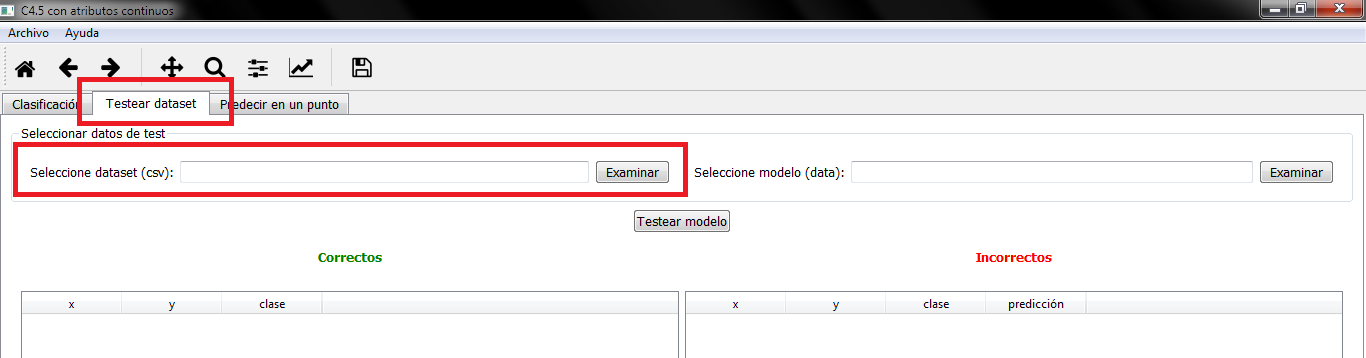 C4.5 con atributos continuos
Archivo Ayuda
Clasificación Testear dataset Predecir en un punto
Seleccionar datos de test
Seleccione dataset (csv): Examinar Seleccione modelo (data): Examinar
Testear modelo
Correctos Incorrectos
x y clase x y clase predicción